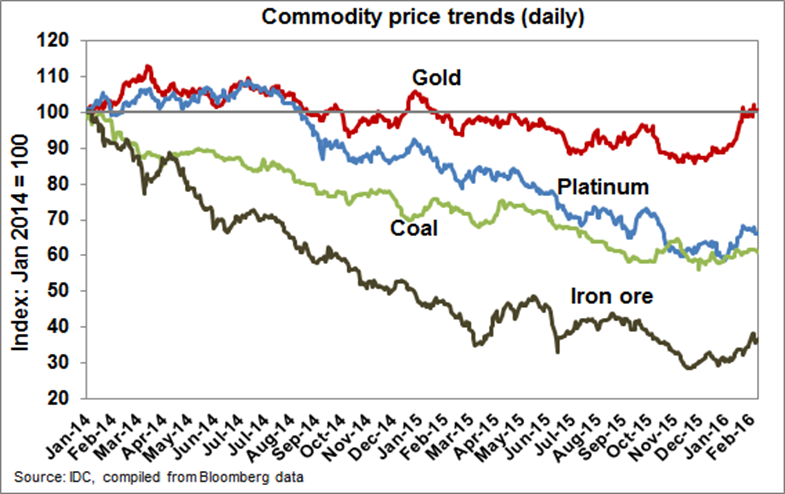 Commodity price trends (daily)
Index: Jan 2014 = 100
120
110
100
90
80
70
60
50
40
30
20
Gold
Platinum
Coal
Iron ore
Jan-14
Feb-14
Mar-14
Apr-14
May-14
Jun-14
Jul-14
Jul-14
Aug-14
Sep-14
Oct-14
Nov-14
Dec-14
Jan-15
Feb-15
Mar-15
Apr-15
May-15
Jun-15
Jul-15
Aug-15
Sep-15
Oct-15
Nov-15
Dec-15
Jan-16
Feb-16
Source: IDC, compiled from Bloomberg data